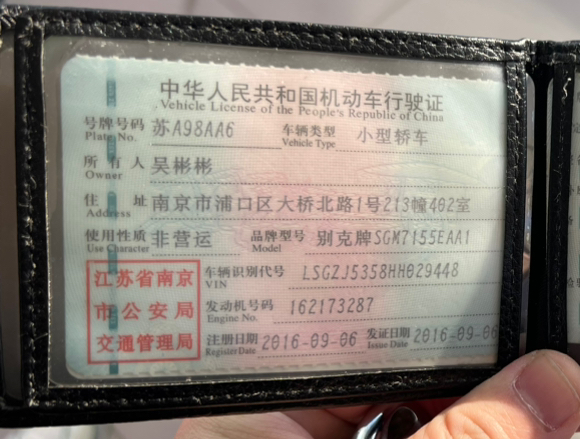 中华人民共和国机动车行驶证
Vehicle License of the People's Republic of China
号牌号码 苏A98AA6 车辆类型 小型轿车
Plate No. Vehicle Type
所有人 吴彬彬
Owner
住址 南京市浦口区大桥北路1号213幢402室
Address
使用性质 非营运 品牌型号 别克牌SGM7155EAA1
Use Character Model
江苏省南京
市公安局
交通管理局
车辆识别代号 LSGZJ5358HH029448
VIN
发动机号码 162173287
Engine No.
注册日期 2016-09-06 发证日期 2016-09-06
Register Date Issue Date